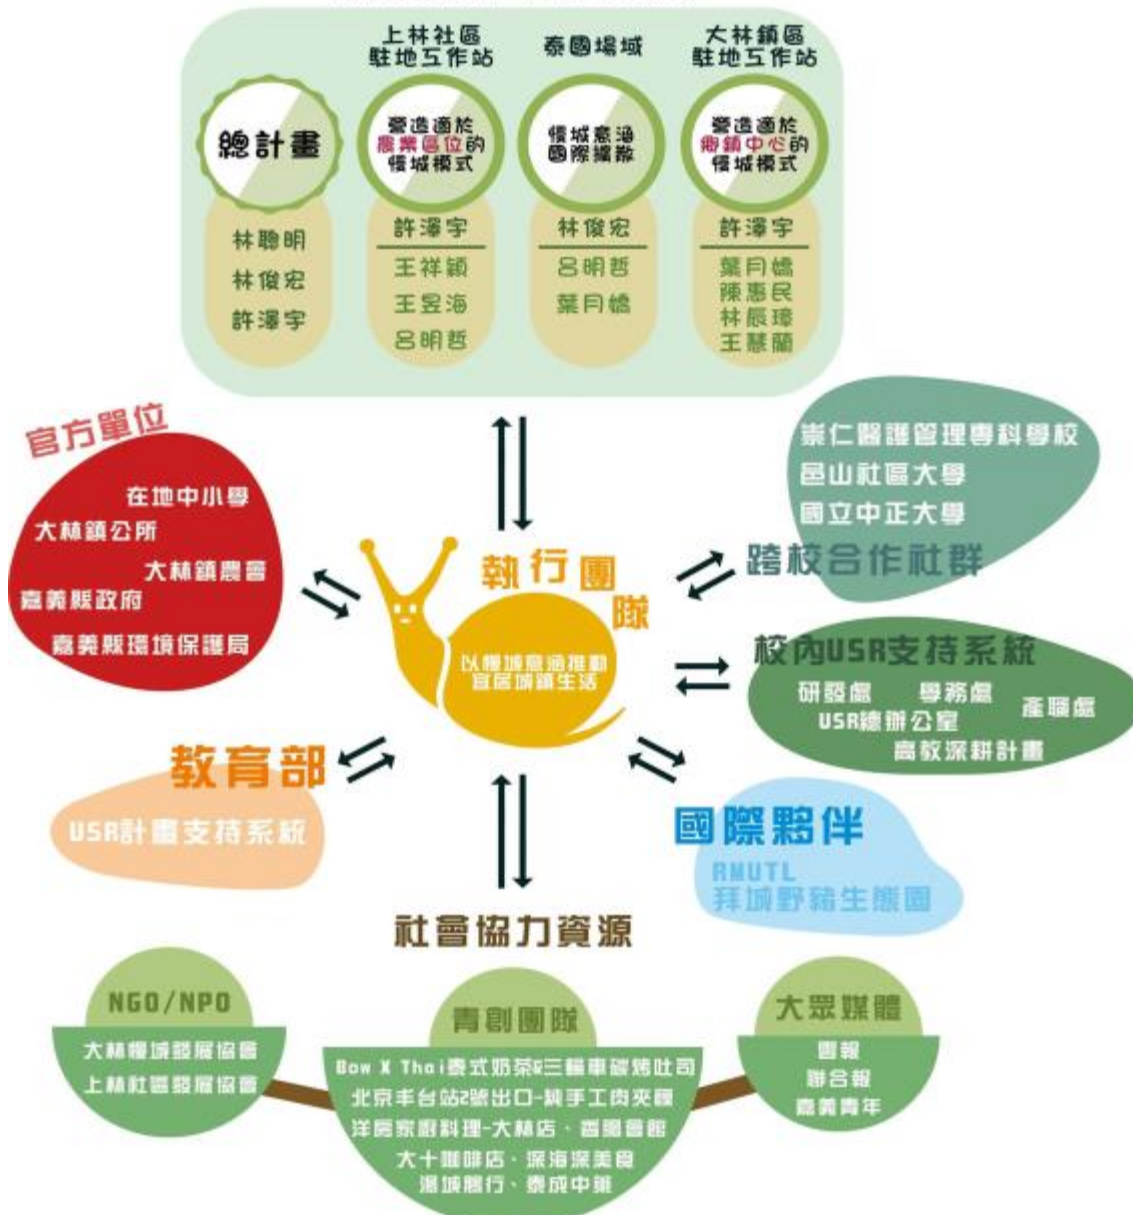 上林社區
駐地工作站
泰國場域
大林鎮區
駐地工作站
總計畫
營造適於
農業區位的
慢城模式
慢城意涵
國際擴散
營造適於
鄉鎮中心的
慢城模式
林聰明
林俊宏
許澤宇
許澤宇
王祥穎
王昱海
呂明哲
林俊宏
呂明哲
葉月嬌
許澤宇
葉月嬌
陳惠民
林辰璋
王慧蘭
官方單位
在地中小學
大林鎮公所
大林鎮農會
嘉義縣政府
嘉義縣環境保護局
崇仁醫護管理專科學校
邑山社區大學
國立中正大學
跨校合作社群
執行團隊
以慢城意涵推動
宜居城鎮生活
校內USR支持系統
研發處 學務處 產職處
USR總辦公室
高教深耕計畫
教育部
USR計畫支持系統
國際夥伴
RMUTL
拜城野豬生態園
社會協力資源
NGO/NPO
大林慢城發展協會
上林社區發展協會
青創團隊
Bow X Thai泰式奶茶&三輪車碳烤吐司
北京丰台站2號出口-純手工肉夾饃
洋房家廚料理-大林店、香腸會館
大十咖啡店、深海深美食
湯城鵝行、泰成中藥
大眾媒體
雲報
聯合報
嘉義青年